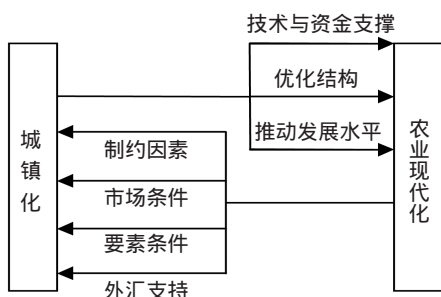 技术与资金支撑
优化结构
推动发展水平
城镇化
农业现代化
制约因素
市场条件
要素条件
外汇支持